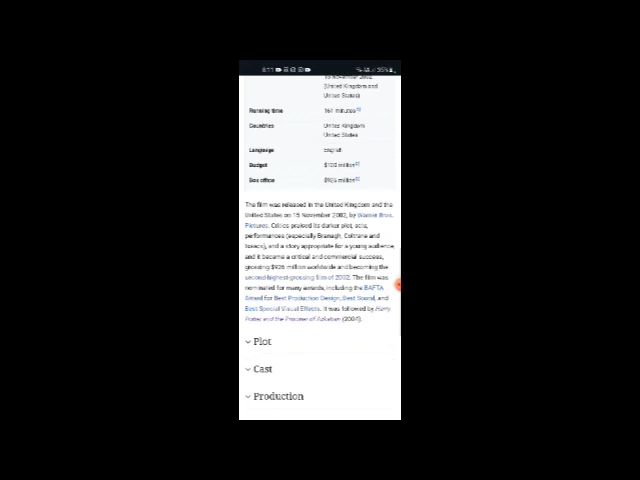 15 November 2002
(United Kingdom and
United States)
Running time 161 minutes
Countries United Kingdom
United States
Language English
Budget $100 million
Box office million
The film was released in the United Kingdom and the
United States on 15 November 2002, by Warner Bros.
Pictures. Critics praised its darker plot, sets,
performances (especially Branagh, Coltrane and
Isaacs), and a story appropriate for a young audience,
and it became a critical and commercial success,
grossing $926 million worldwide and becoming the
second-highest-grossing film of 2002. The film was
nominated for many awards, including the BAFTA
Award for Best Production Design, Best Sound, and
Best Special Visual Effects. It was followed by Harry
Potter and the Prisoner of Azkaban (2004).
Plot
Cast
Production